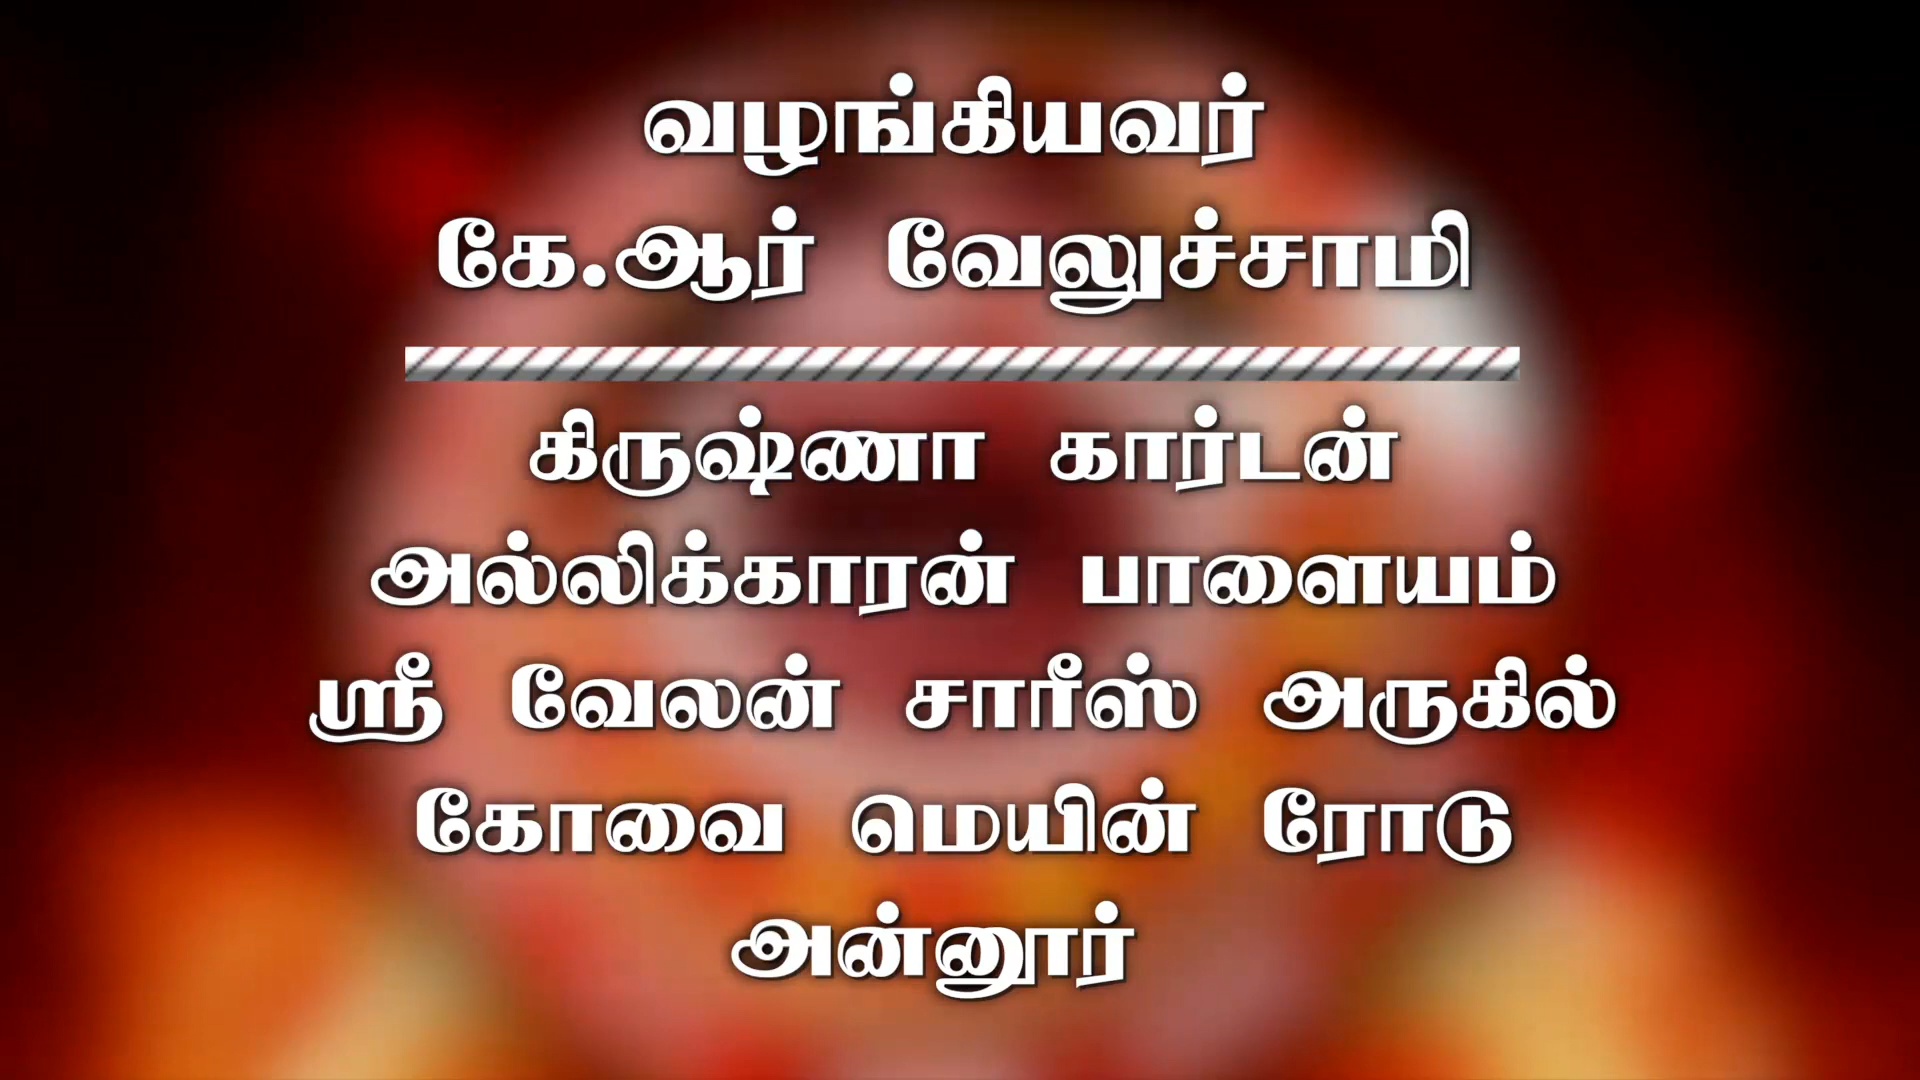 வழங்கியவர்
கே.ஆர் வேலுச்சாமி
கிருஷ்ணா கார்டன்
அல்லிக்காரன் பாளையம்
ஸ்ரீ வேலன் சாரீஸ் அருகில்
கோவை மெயின் ரோடு
அன்னூர்